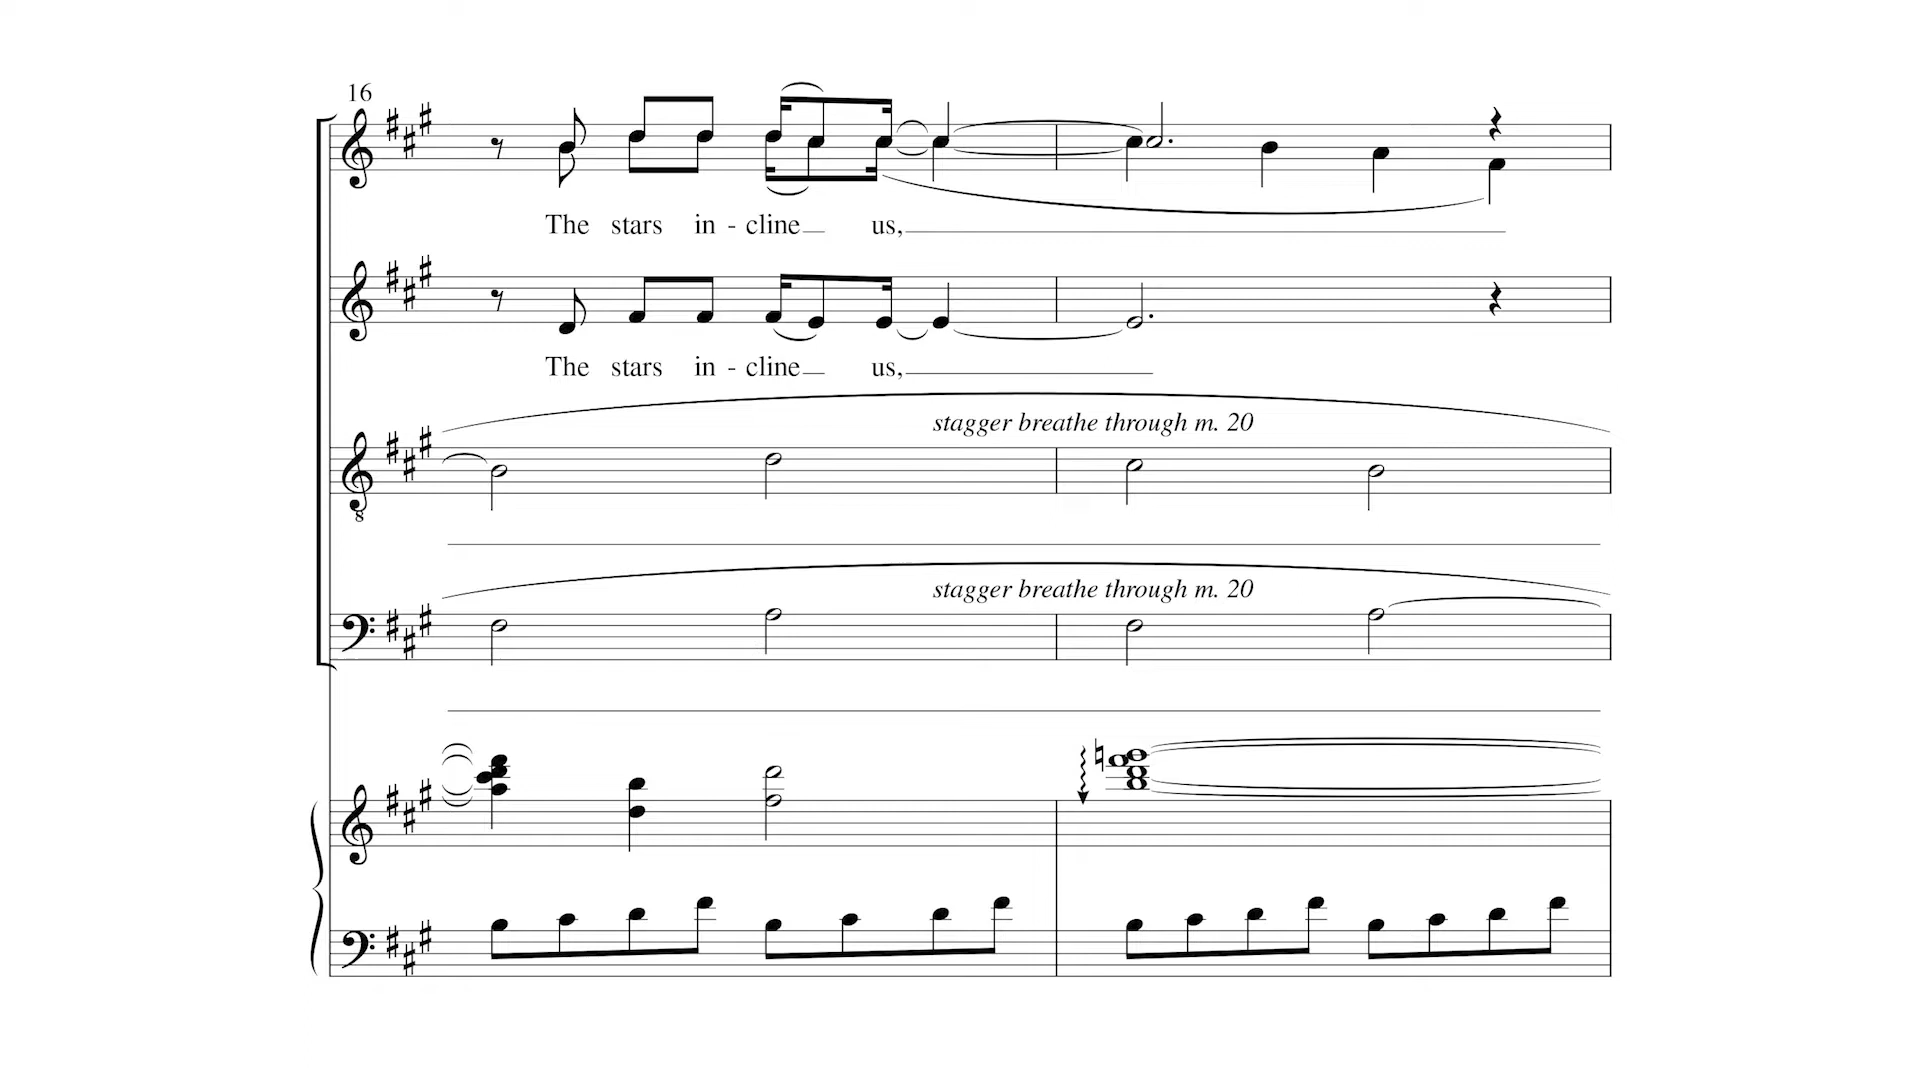 16
The stars in - cline us,
The stars in - cline us,
stagger breathe through m. 20
8
stagger breathe through m. 20